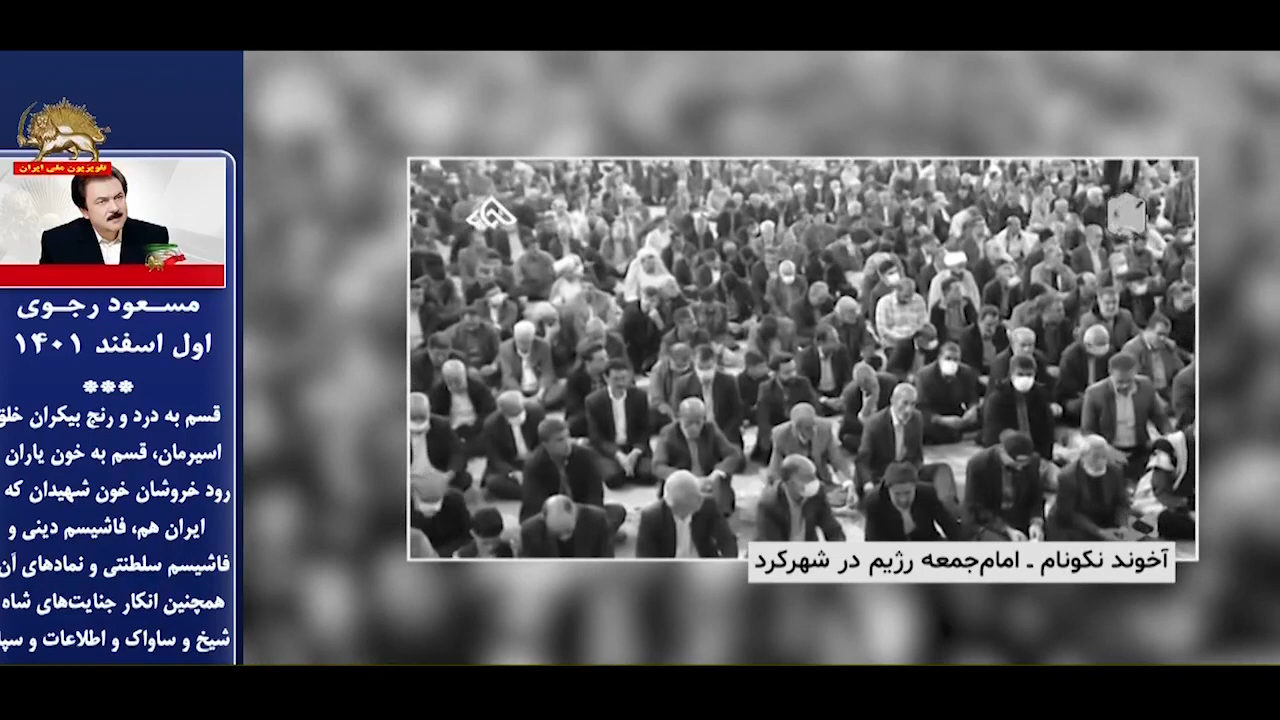 تلویزیون ملی ایران
مسعود رجوی
اول اسفند ۱۴۰۱
***
قسم به درد و رنج بیکران خلق
اسیرمان، قسم به خون یاران
رود خروشان خون شهیدان که
ایران هم، فاشیسم دینی و
فاشیسم سلطنتی و نمادهای آن
همچنین انکار جنایت‌های شاه
شیخ و ساواک و اطلاعات و
آخوند نکونام ـ امام‌جمعه رژیم در شهرکرد